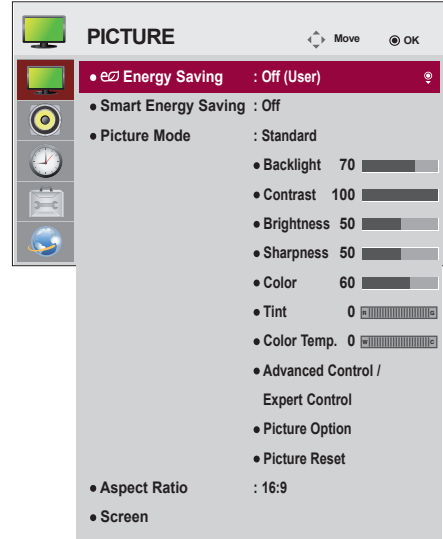 PICTURE Move OK
● Energy Saving : Off (User)
● Smart Energy Saving : Off
● Picture Mode : Standard
● Backlight 70
● Contrast 100
● Brightness 50
● Sharpness 50
● Color 60
● Tint 0 R G
● Color Temp. 0 W C
● Advanced Control /
Expert Control
● Picture Option
● Picture Reset
● Aspect Ratio : 16:9
● Screen